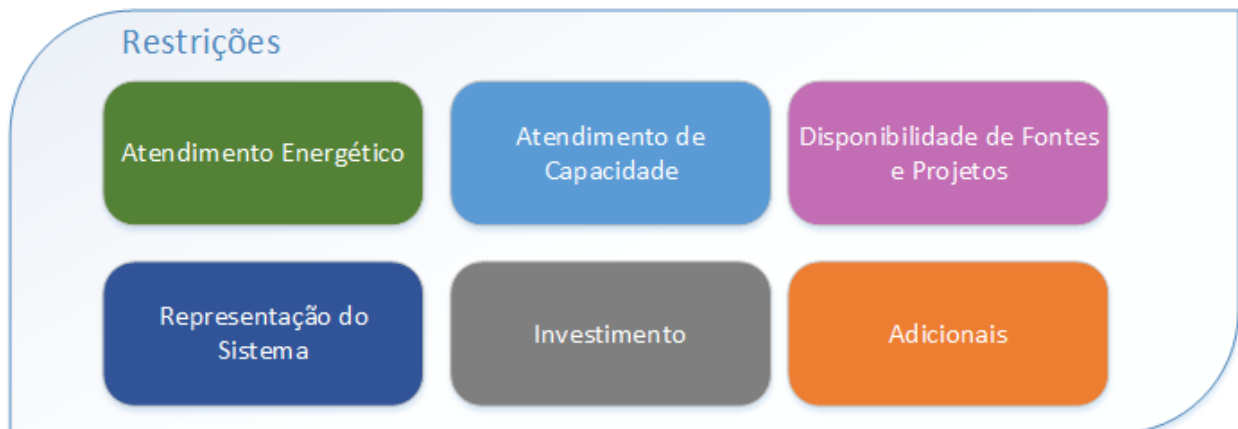 Restrições
Atendimento Energético
Atendimento de
Capacidade
Disponibilidade de Fontes
e Projetos
Representação do
Sistema
Investimento
Adicionais